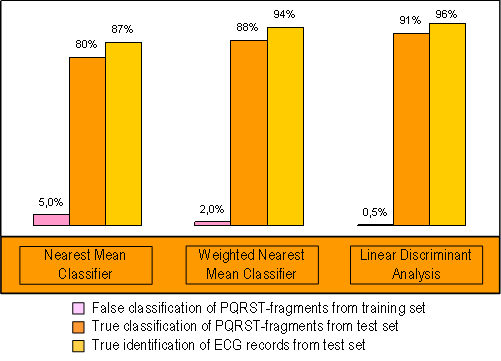 94%
96%
91%
87%
88%
80%
5,0%
2,0%
0,5%
Nearest Mean
Classifier
Weighted Nearest
Mean Classifier
Linear Discriminant
Analysis
False classification of PQRST-fragments from training set
True classification of PQRST-fragments from test set
True identification of ECG records from test set